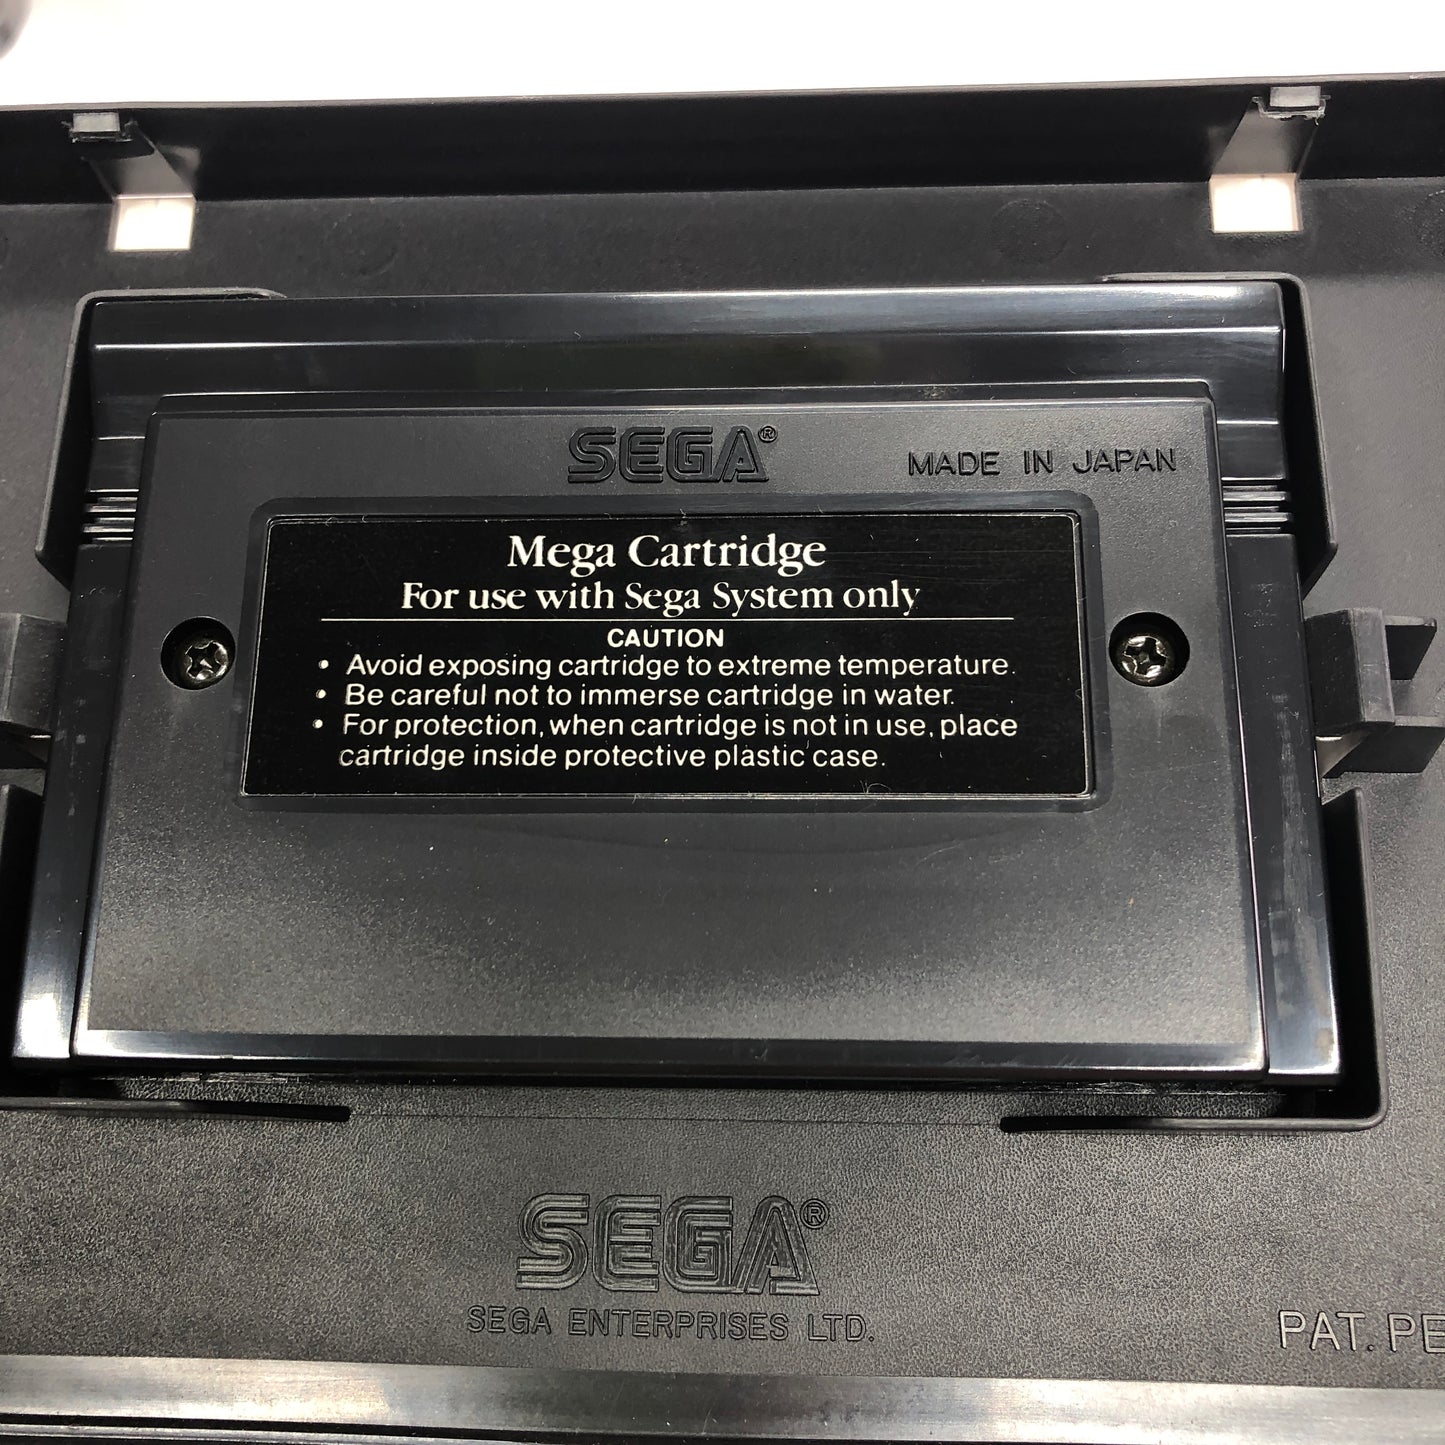 SEGA®
MADE IN JAPAN
Mega Cartridge
For use with Sega System only
CAUTION
• Avoid exposing cartridge to extreme temperature.
• Be careful not to immerse cartridge in water.
• For protection, when cartridge is not in use, place
cartridge inside protective plastic case.
SEGA®
SEGA ENTERPRISES LTD.
PAT. PE